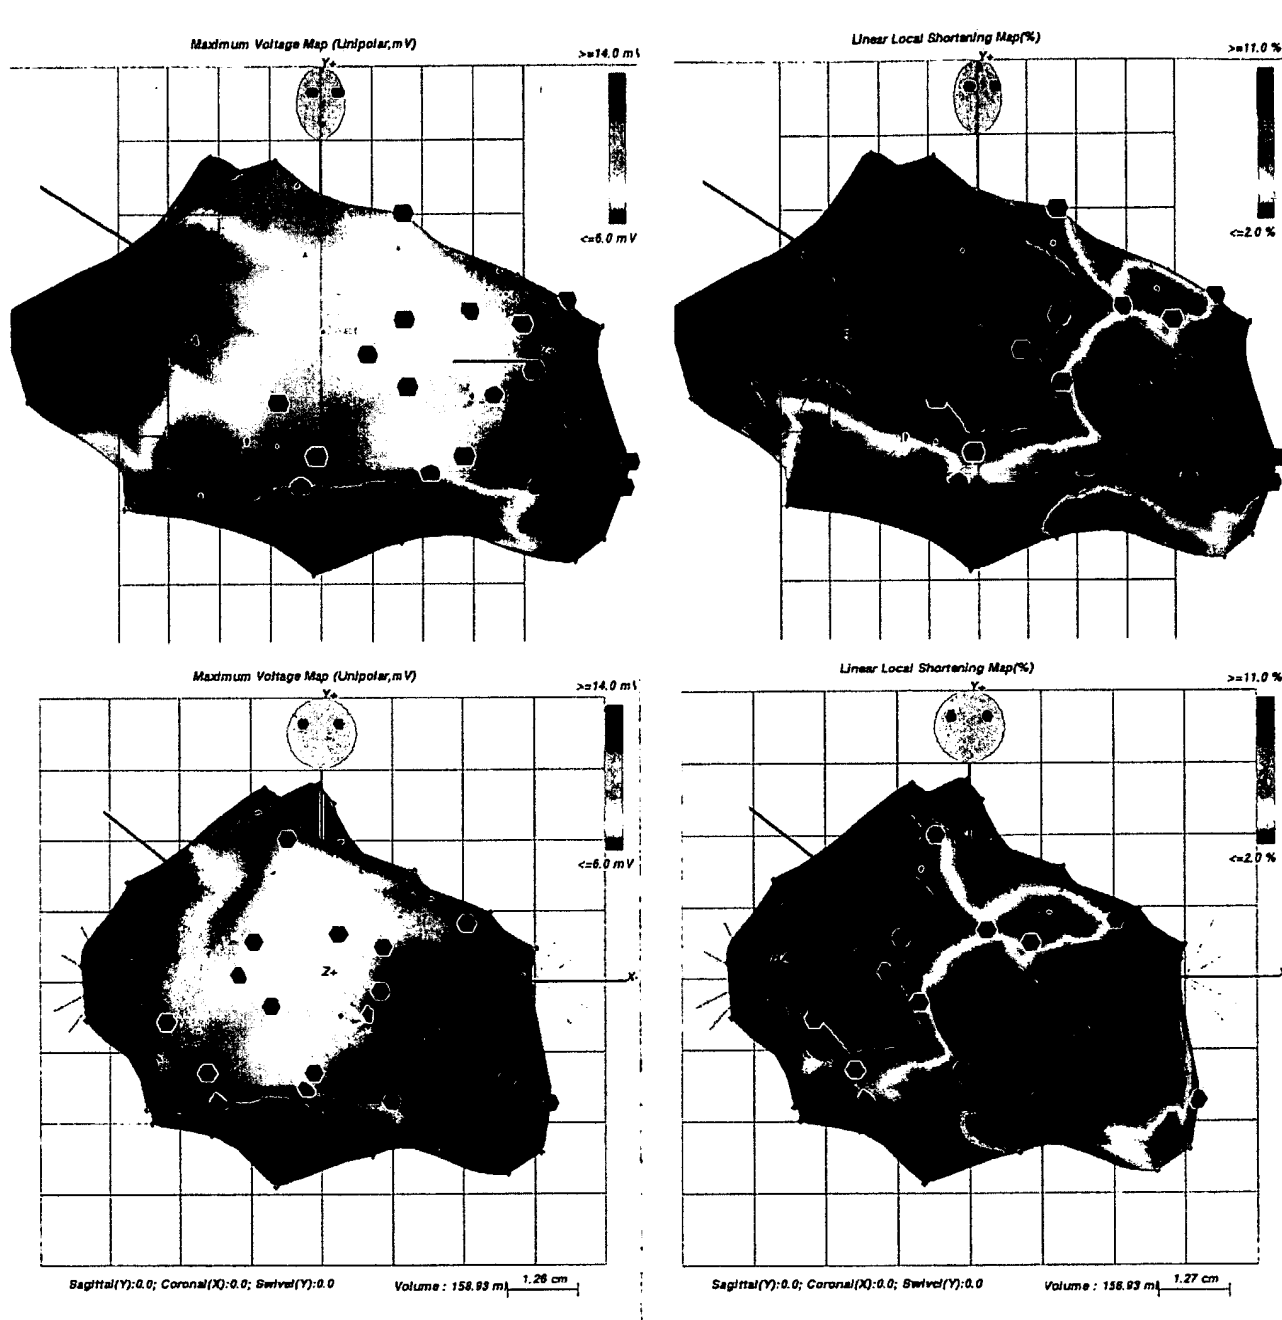 Maximum Voltage Map (Unipolar,mV)
>=14.0 mV
Y+
<=6.0 mV
Linear Local Shortening Map(%)
>=11.0 %
Y+
<=2.0 %
Maximum Voltage Map (Unipolar,mV)
>=14.0 mV
Y+
<=6.0 mV
Z+
X
Sagittal(Y):0.0; Coronal(X):0.0; Swivel(Y):0.0
Volume : 158.93 ml
1.26 cm
Linear Local Shortening Map(%)
>=11.0 %
Y+
<=2.0 %
Sagittal(Y):0.0; Coronal(X):0.0; Swivel(Y):0.0
Volume : 158.93 ml
1.27 cm